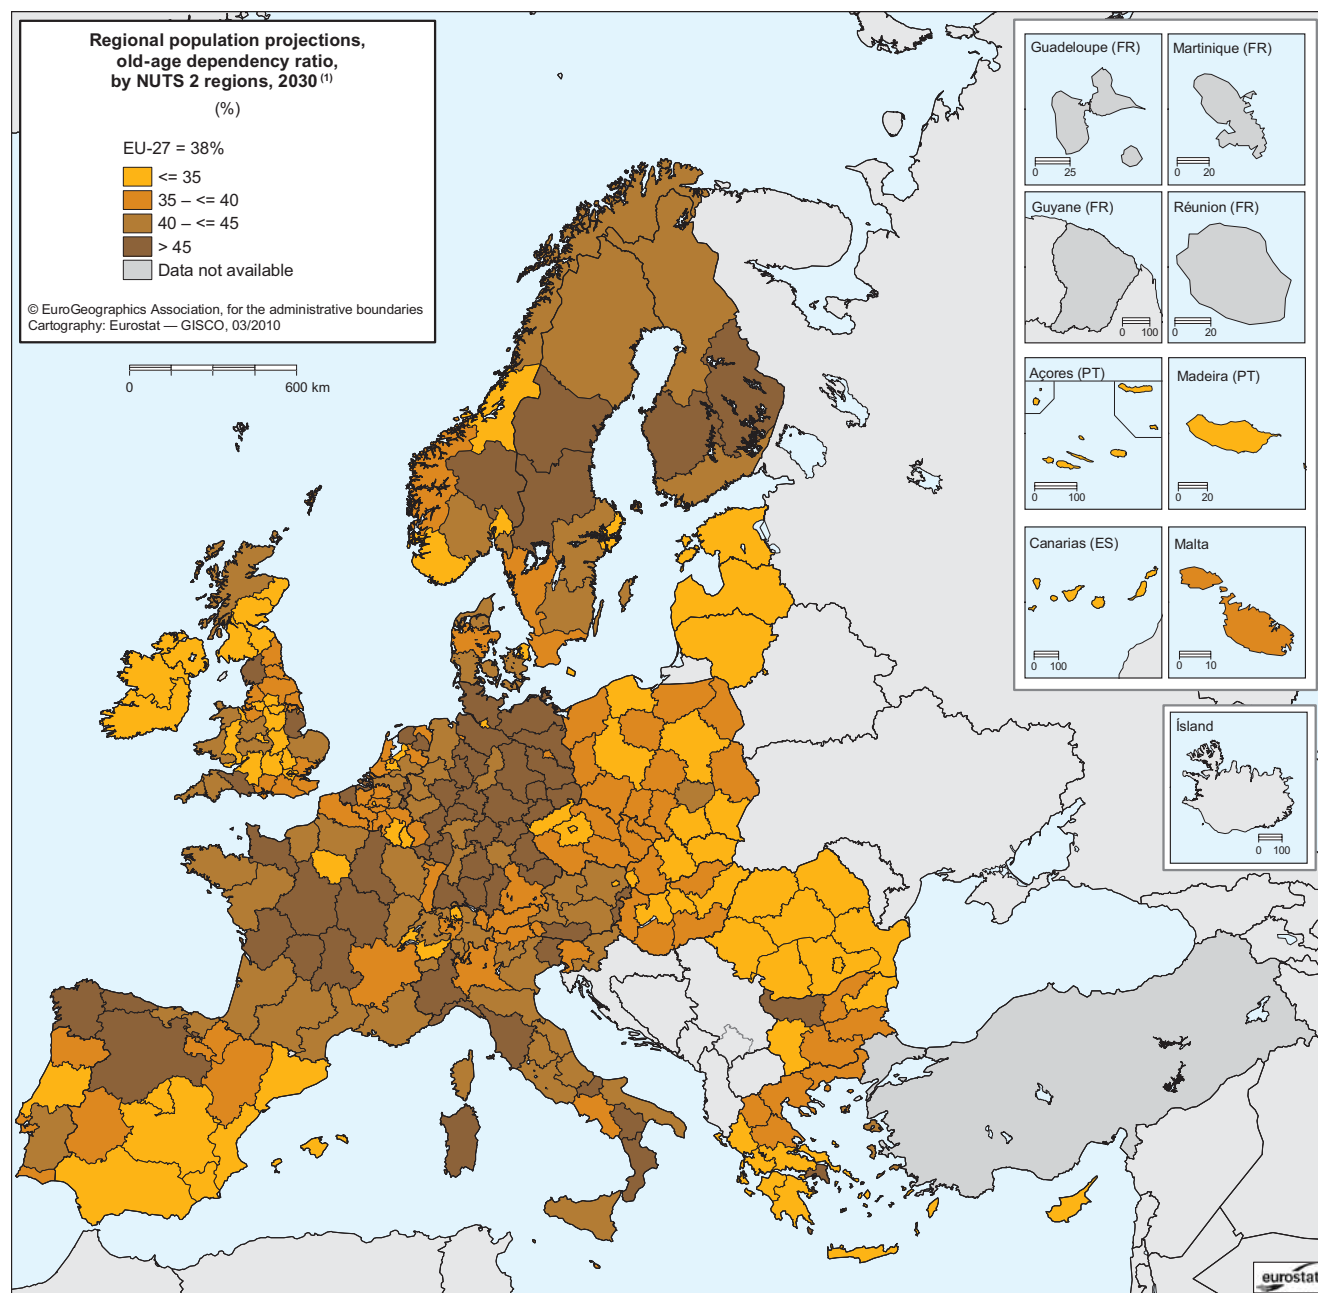 Regional population projections,
old-age dependency ratio,
by NUTS 2 regions, 2030 (1)
(%)
EU-27 = 38%
<= 35
35 – <= 40
40 – <= 45
> 45
Data not available
© EuroGeographics Association, for the administrative boundaries
Cartography: Eurostat — GISCO, 03/2010
0 600 km
Guadeloupe (FR)
0 25
Martinique (FR)
0 20
Guyane (FR)
0 100
Réunion (FR)
0 20
Açores (PT)
0 100
Madeira (PT)
0 20
Canarias (ES)
0 100
Malta
0 10
Ísland
0 100
eurostat